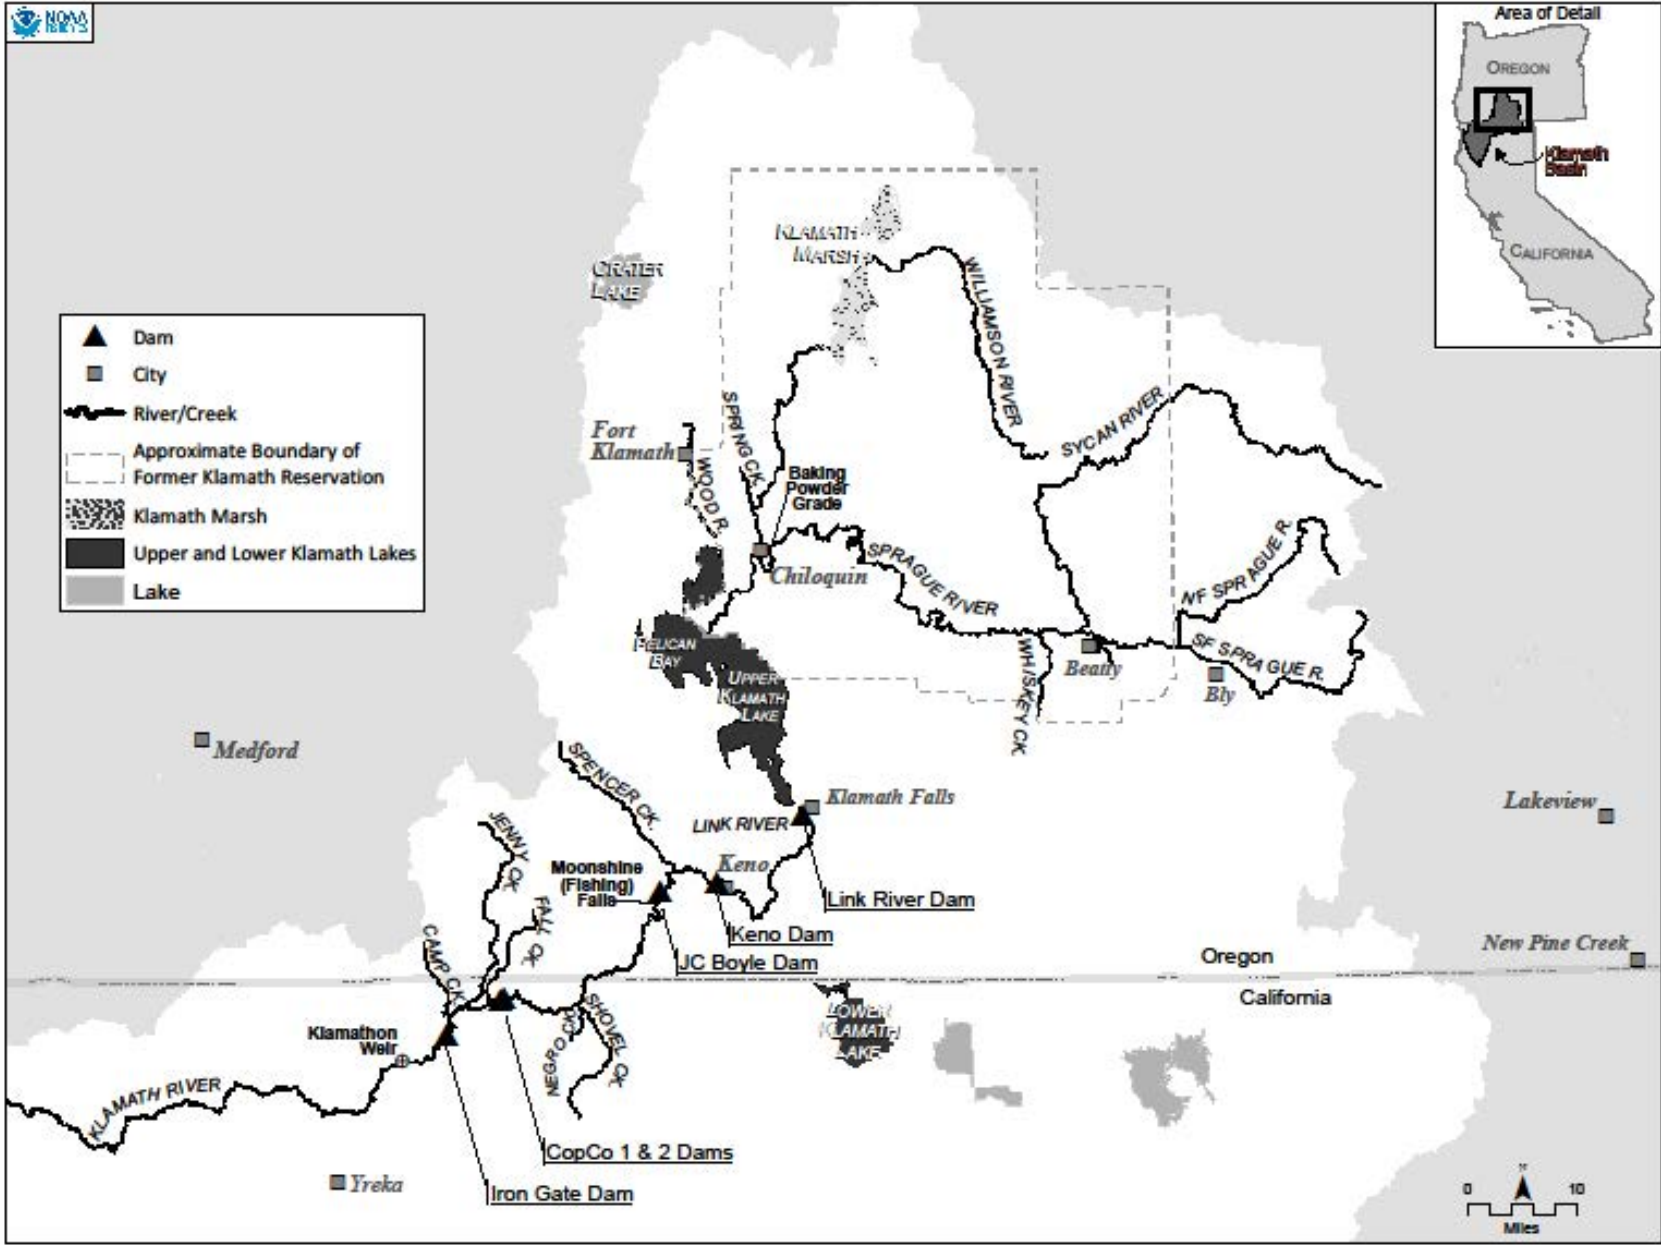 NOAA
Area of Detail
OREGON
Klamath
Basin
CALIFORNIA
Dam
City
River/Creek
Approximate Boundary of
Former Klamath Reservation
Klamath Marsh
Upper and Lower Klamath Lakes
Lake
KLAMATH
MARSH
CRATER
LAKE
WILLIAMSON RIVER
SYCAN RIVER
SPRING CK.
Fort
Klamath
WOOD R.
Baking
Powder
Grade
Chiloquin
SPRAGUE RIVER
NF SPRAGUE R.
SF SPRAGUE R.
WHISKEY CK.
Beatty
Bly
PELICAN
BAY
UPPER
KLAMATH
LAKE
Medford
SPENCER CK.
Klamath Falls
LINK RIVER
Lakeview
JENNY CK.
Moonshine
(Fishing)
Falls
Keno
FALL CK.
Link River Dam
Keno Dam
JC Boyle Dam
CAMP CK.
New Pine Creek
Oregon
California
LOWER
KLAMATH
LAKE
SHOVEL CK.
NEGRO CK.
Klamathon
Weir
KLAMATH RIVER
CopCo 1 & 2 Dams
Iron Gate Dam
Yreka
N
0 10
Miles